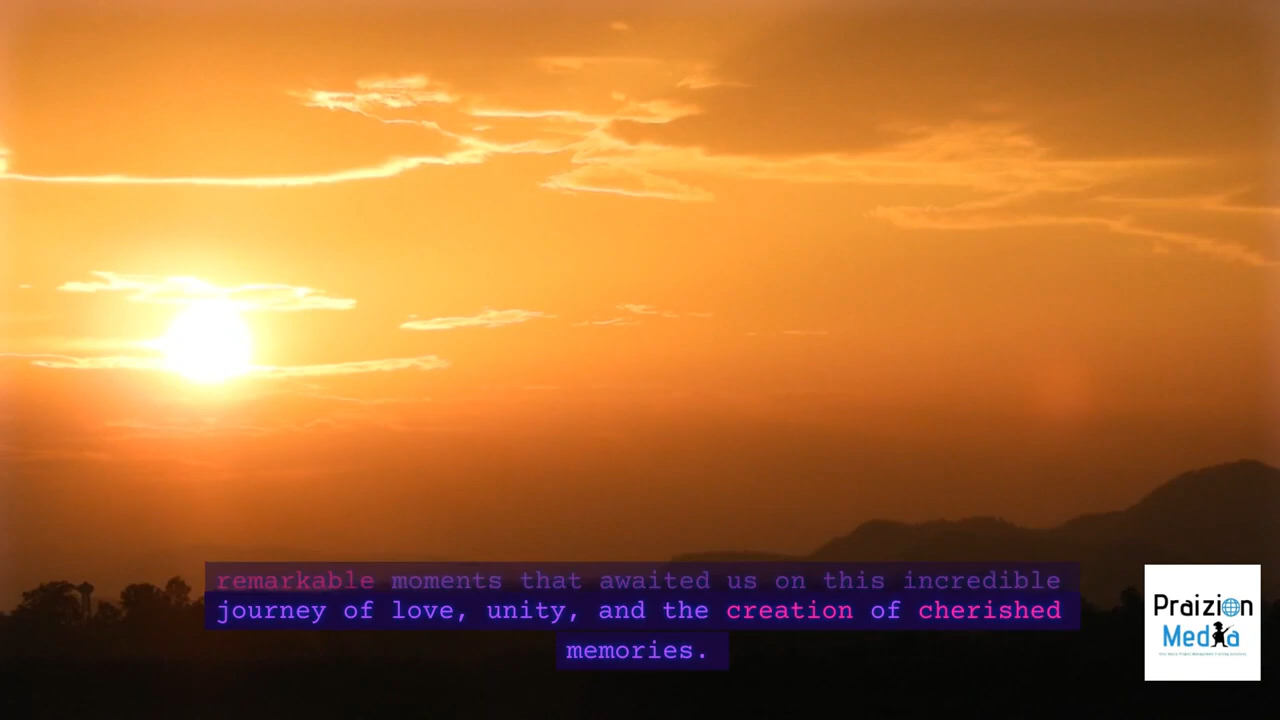 remarkable moments that awaited us on this incredible
journey of love, unity, and the creation of cherished
memories.
Praizion
Media